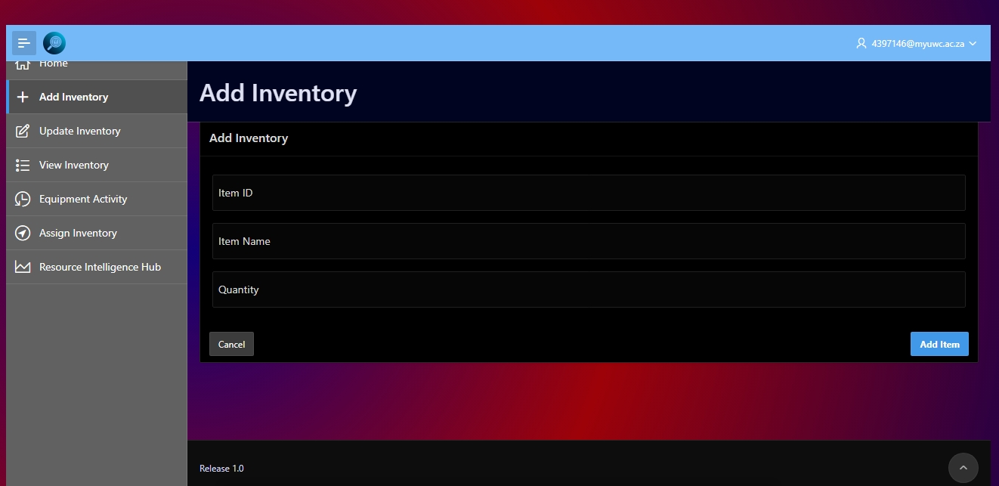 4397146@myuwc.ac.za
Home
Add Inventory
Update Inventory
View Inventory
Equipment Activity
Assign Inventory
Resource Intelligence Hub
Add Inventory
Add Inventory
Item ID
Item Name
Quantity
Cancel
Add Item
Release 1.0